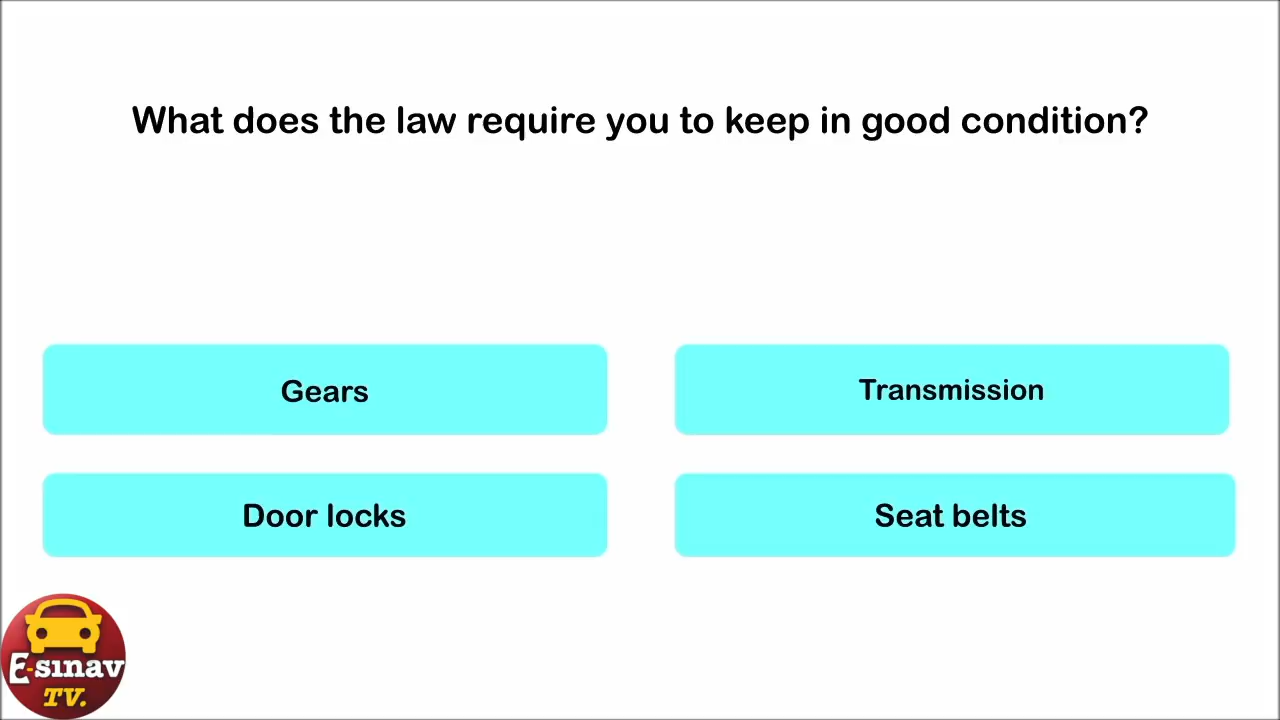 What does the law require you to keep in good condition?
Gears
Transmission
Door locks
Seat belts
E-sınav
TV.